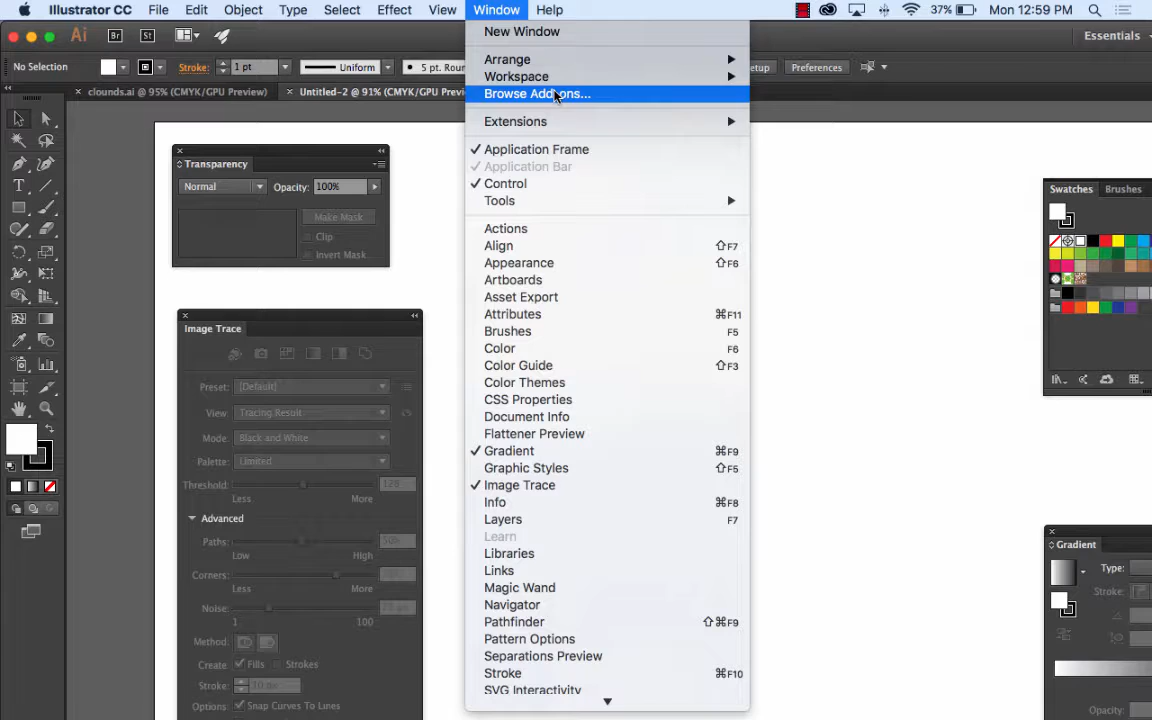 Illustrator CC File Edit Object Type Select Effect View Window Help 37% Mon 12:59 PM
Br St Ai Essentials
No Selection Stroke: 1 pt Uniform 5 pt. Roun Preferences
clounds.ai @ 95% (CMYK/GPU Preview) Untitled-2 @ 91% (CMYK/GPU Previe
New Window
Arrange
Workspace
Browse Add-ons...
Extensions
Application Frame
Application Bar
Control
Tools
Actions
Align ⇧F7
Appearance ⇧F6
Artboards
Asset Export
Attributes ⌘F11
Brushes F5
Color F6
Color Guide ⇧F3
Color Themes
CSS Properties
Document Info
Flattener Preview
Gradient ⌘F9
Graphic Styles ⇧F5
Image Trace
Info ⌘F8
Layers F7
Learn
Libraries
Links
Magic Wand
Navigator
Pathfinder ⇧⌘F9
Pattern Options
Separations Preview
Stroke ⌘F10
SVG Interactivity
Transparency
Normal Opacity: 100%
Make Mask
Clip
Invert Mask
Image Trace
Preset: [Default]
View: Tracing Result
Mode: Black and White
Palette: Limited
Threshold: 128
Less More
Advanced
Paths:
Low High
Corners:
Less More
Noise:
1 100
Method:
Create Fills Strokes
Stroke:
Options: Snap Curves To Lines
Swatches Brushes
Gradient
Type:
Stroke:
Opacity: